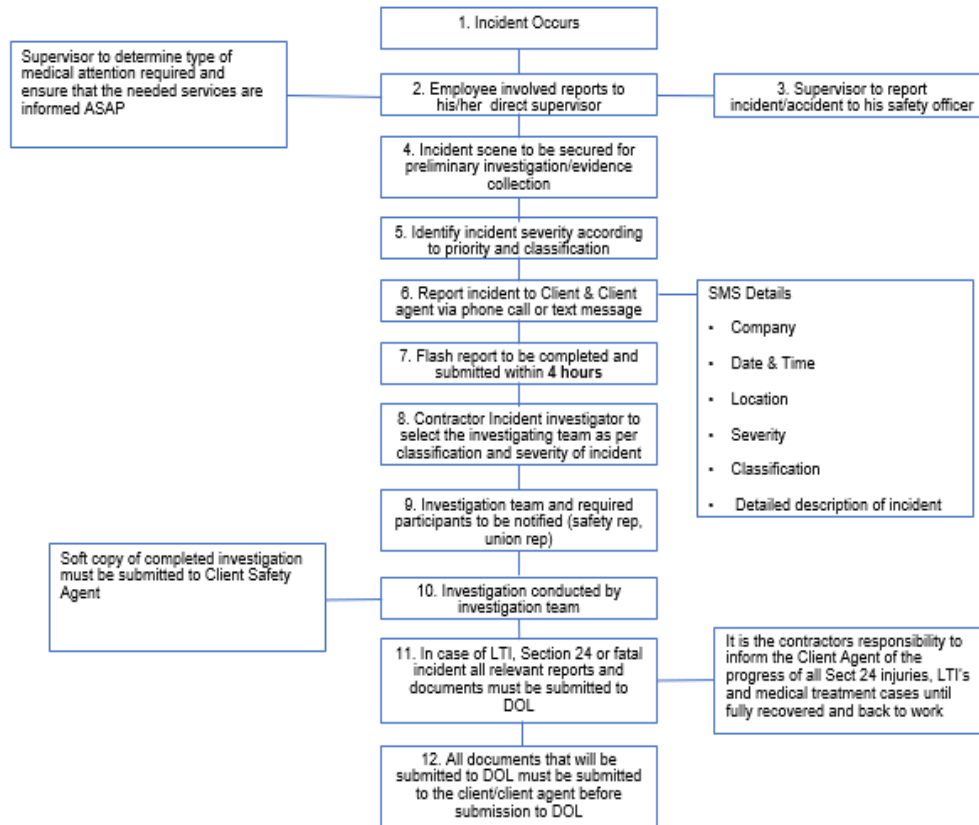 1. Incident Occurs
Supervisor to determine type of
medical attention required and
ensure that the needed services are
informed ASAP
2. Employee involved reports to
his/her direct supervisor
3. Supervisor to report
incident/accident to his safety officer
4. Incident scene to be secured for
preliminary investigation/evidence
collection
5. Identify incident severity according
to priority and classification
6. Report incident to Client & Client
agent via phone call or text message
SMS Details
• Company
• Date & Time
• Location
• Severity
• Classification
• Detailed description of incident
7. Flash report to be completed and
submitted within 4 hours
8. Contractor Incident investigator to
select the investigating team as per
classification and severity of incident
9. Investigation team and required
participants to be notified (safety rep,
union rep)
Soft copy of completed investigation
must be submitted to Client Safety
Agent
10. Investigation conducted by
investigation team
11. In case of LTI, Section 24 or fatal
incident all relevant reports and
documents must be submitted to
DOL
It is the contractors responsibility to
inform the Client Agent of the
progress of all Sect 24 injuries, LTI's
and medical treatment cases until
fully recovered and back to work
12. All documents that will be
submitted to DOL must be submitted
to the client/client agent before
submission to DOL